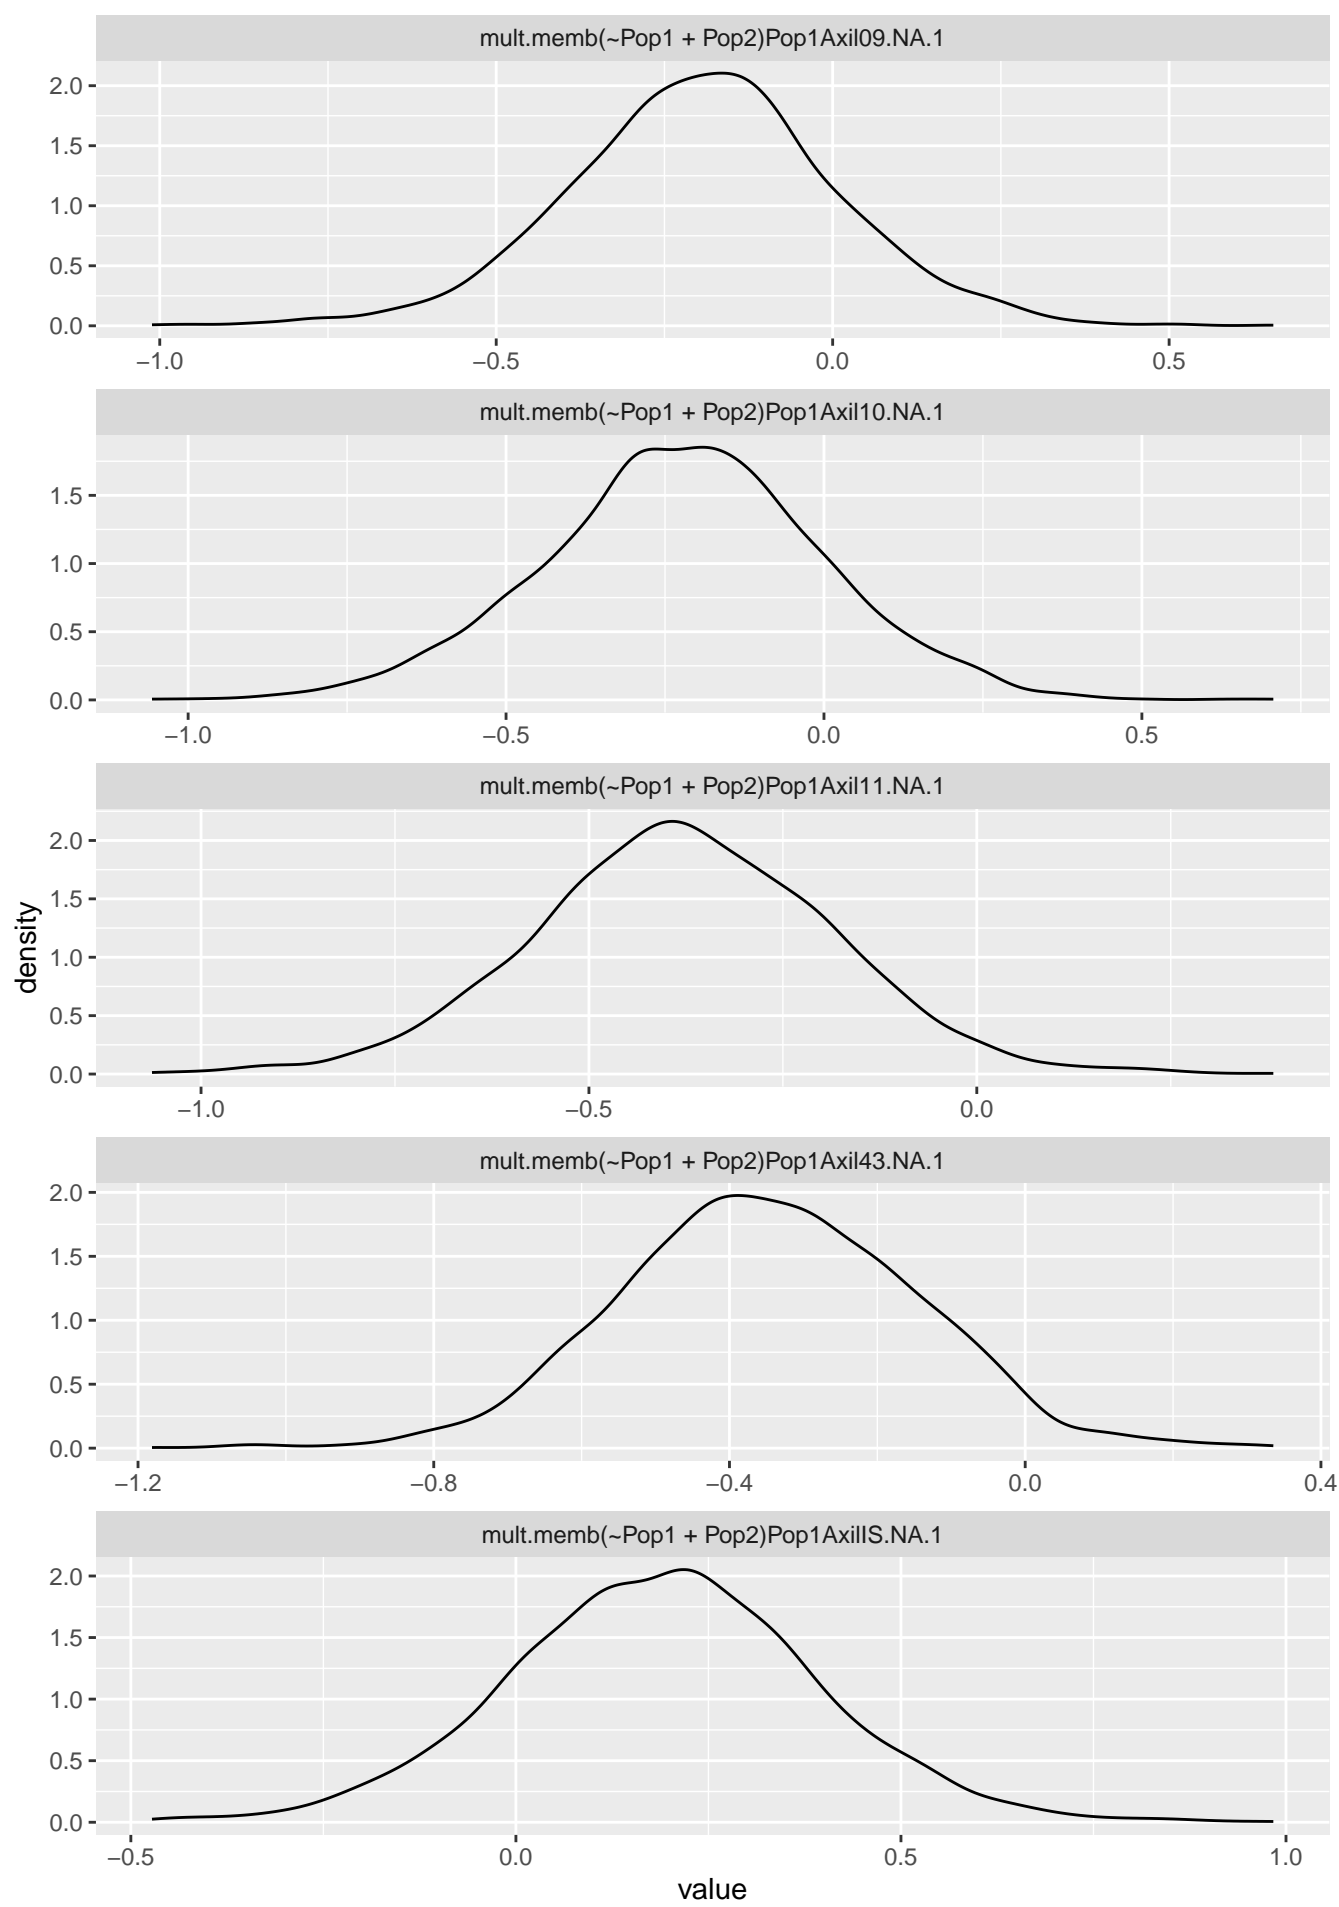 mult.memb(~Pop1 + Pop2)Pop1Axil09.NA.1
2.0
1.5
1.0
0.5
0.0
−1.0 −0.5 0.0 0.5
mult.memb(~Pop1 + Pop2)Pop1Axil10.NA.1
1.5
1.0
0.5
0.0
−1.0 −0.5 0.0 0.5
mult.memb(~Pop1 + Pop2)Pop1Axil11.NA.1
2.0
1.5
1.0
0.5
0.0
−1.0 −0.5 0.0
density
mult.memb(~Pop1 + Pop2)Pop1Axil43.NA.1
2.0
1.5
1.0
0.5
0.0
−1.2 −0.8 −0.4 0.0 0.4
mult.memb(~Pop1 + Pop2)Pop1AxilIS.NA.1
2.0
1.5
1.0
0.5
0.0
−0.5 0.0 0.5 1.0
value